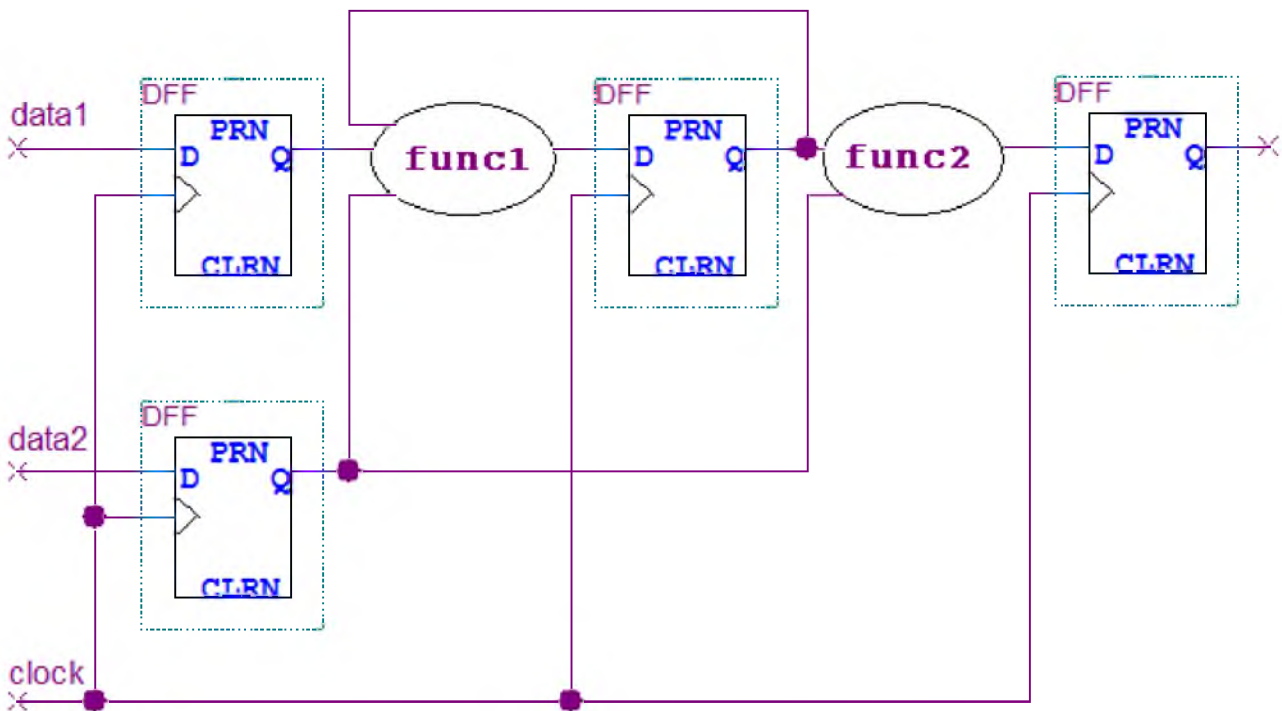 DFF
DFF
DFF
data1
PRN
PRN
PRN
D
Q
func1
D
Q
func2
D
Q
CLRN
CLRN
CLRN
DFF
data2
PRN
D
Q
CLRN
clock